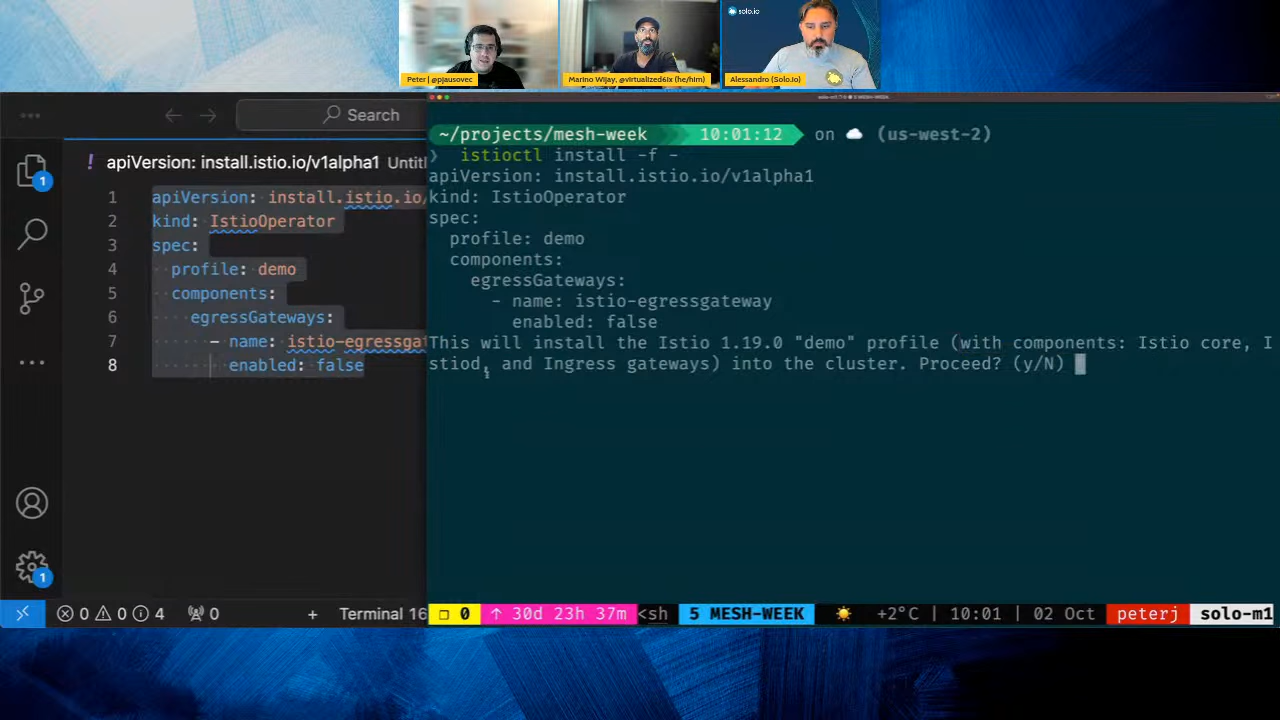 solo.io
Peter | @pjausovec
Marino Wijay, @virtualized6ix (he/him)
Alessandro (Solo.io)
Search
apiVersion: install.istio.io/v1alpha1 Untitl
1 apiVersion: install.istio.io/
2 kind: IstioOperator
3 spec:
4 profile: demo
5 components:
6 egressGateways:
7 - name: istio-egressgat
8 enabled: false
1
1
0 0 4 0 + Terminal 16
~/projects/mesh-week 10:01:12 on (us-west-2)
❯ istioctl install -f -
apiVersion: install.istio.io/v1alpha1
kind: IstioOperator
spec:
profile: demo
components:
egressGateways:
- name: istio-egressgateway
enabled: false
This will install the Istio 1.19.0 "demo" profile (with components: Istio core, I
stiod, and Ingress gateways) into the cluster. Proceed? (y/N)
❐ 0 ↑ 30d 23h 37m <sh 5 MESH-WEEK ☀ +2°C | 10:01 | 02 Oct peterj solo-m1